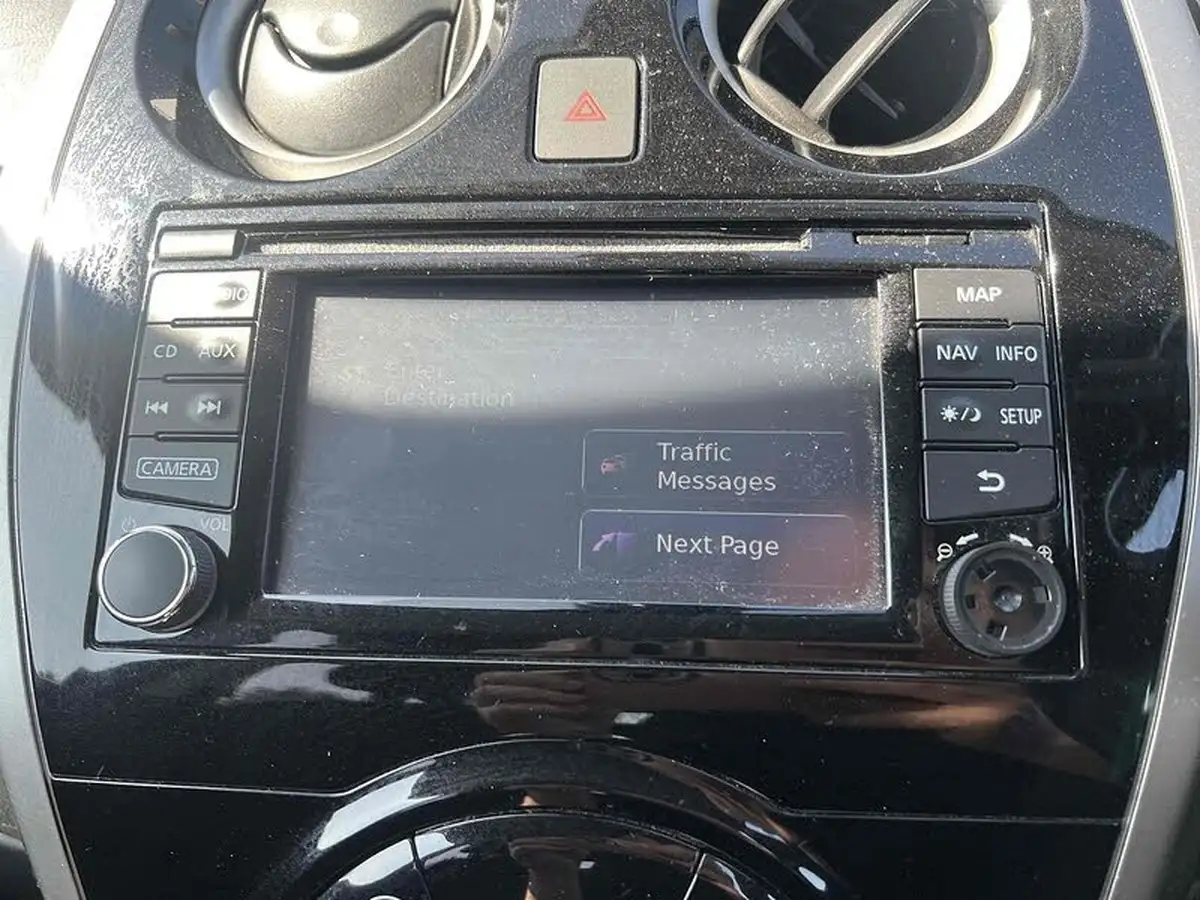 MAP
CD AUX
NAV INFO
SETUP
CAMERA
VOL
Enter
Destination
Traffic
Messages
Next Page